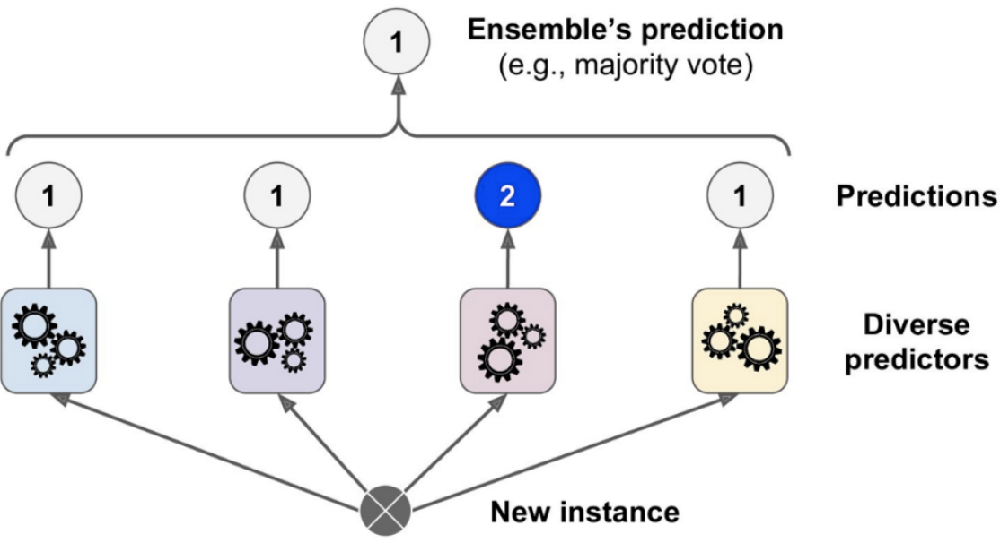 1
Ensemble’s prediction
(e.g., majority vote)
1 1 2 1 Predictions
Diverse
predictors
New instance